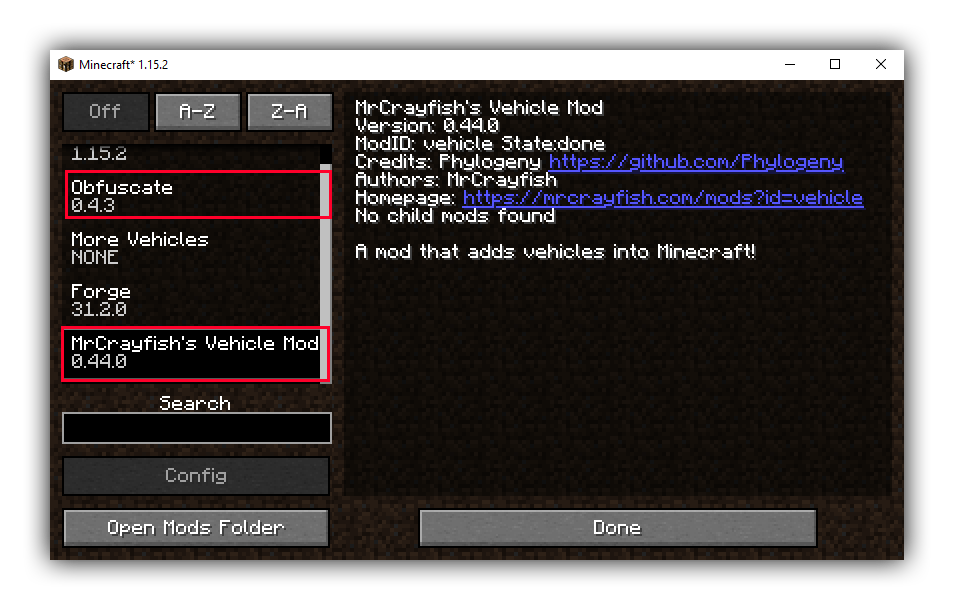 Minecraft* 1.15.2
Off A-Z Z-A
1.15.2
Obfuscate
0.4.3
More Vehicles
NONE
Forge
31.2.0
MrCrayfish's Vehicle Mod
0.44.0
Search
Config
Open Mods Folder
MrCrayfish's Vehicle Mod
Version: 0.44.0
ModID: vehicle State:done
Credits: Phylogeny https://github.com/Phylogeny
Authors: MrCrayfish
Homepage: https://mrcrayfish.com/mods?id=vehicle
No child mods found
A mod that adds vehicles into Minecraft!
Done